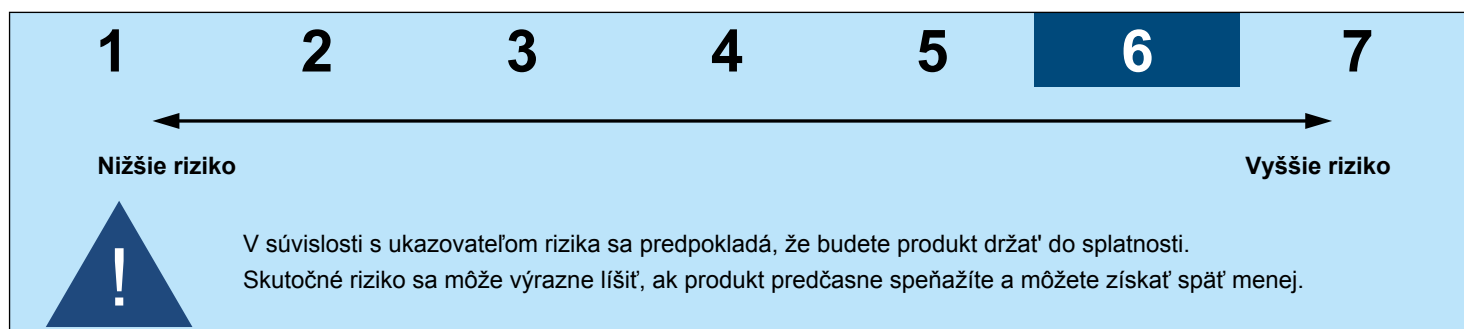 1 2 3 4 5 6 7
Nižšie riziko Vyššie riziko
!
V súvislosti s ukazovateľom rizika sa predpokladá, že budete produkt držat' do splatnosti.
Skutočné riziko sa môže výrazne líšiť, ak produkt predčasne speňažíte a môžete získať späť menej.